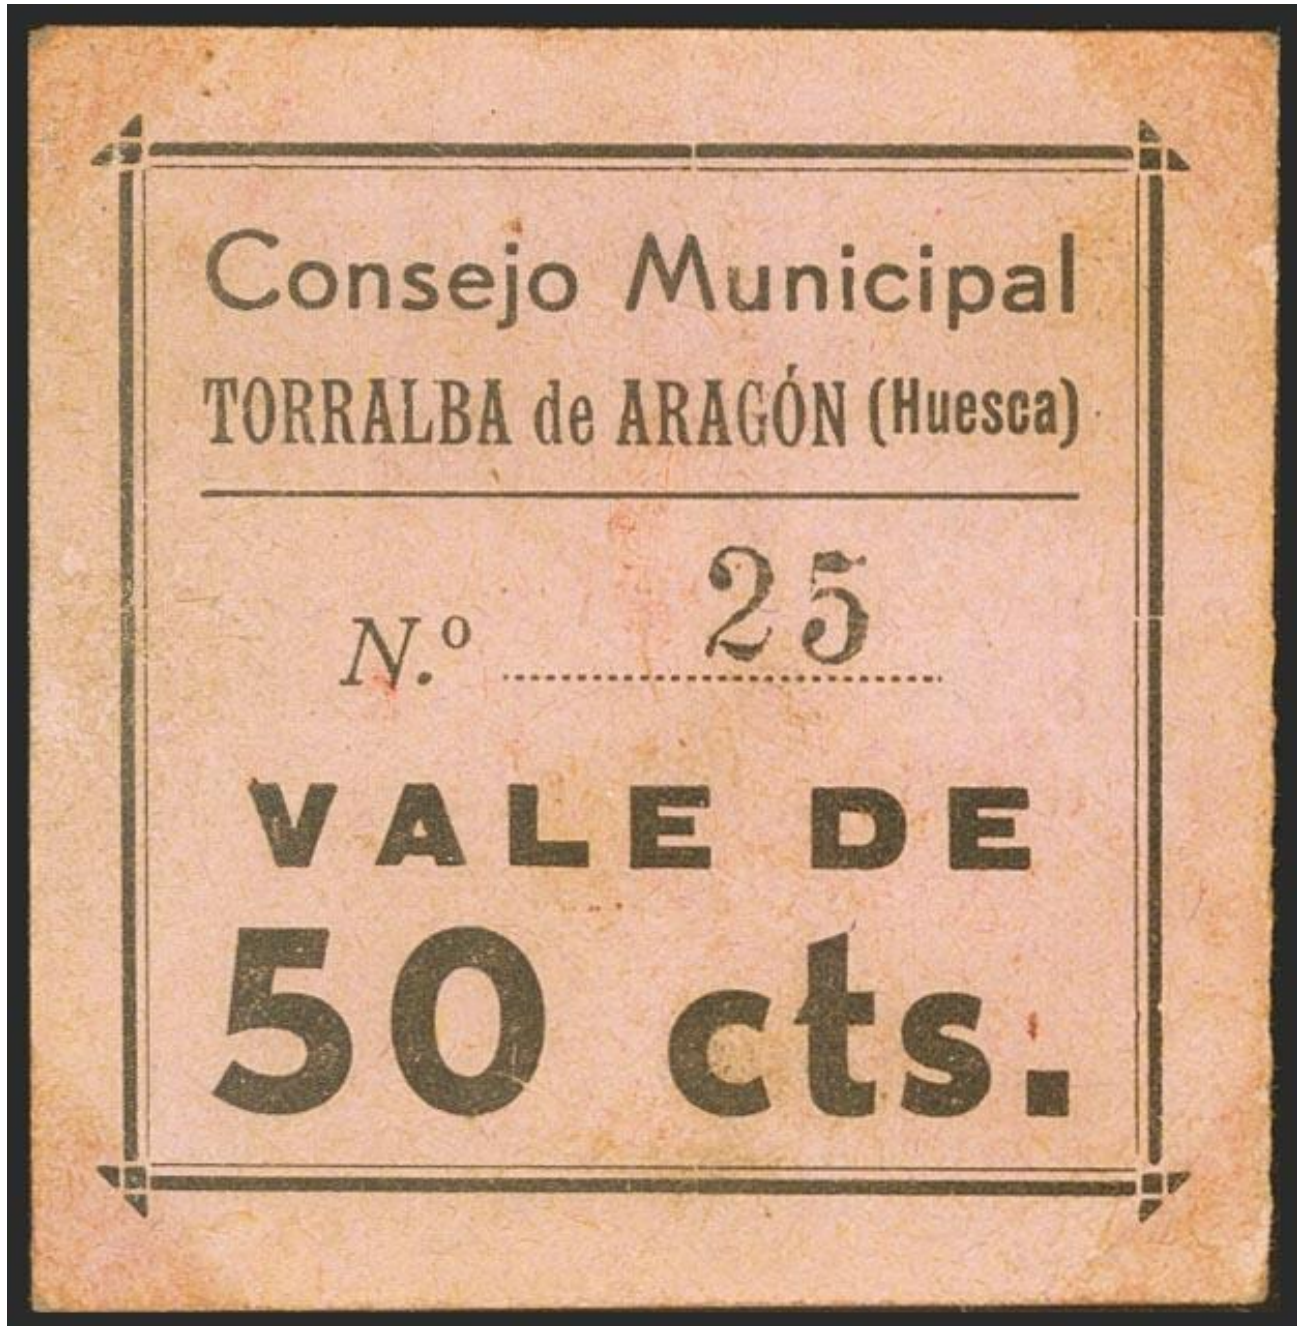 Consejo Municipal
TORRALBA de ARAGÓN (Huesca)
N.º 25
VALE DE
50 cts.